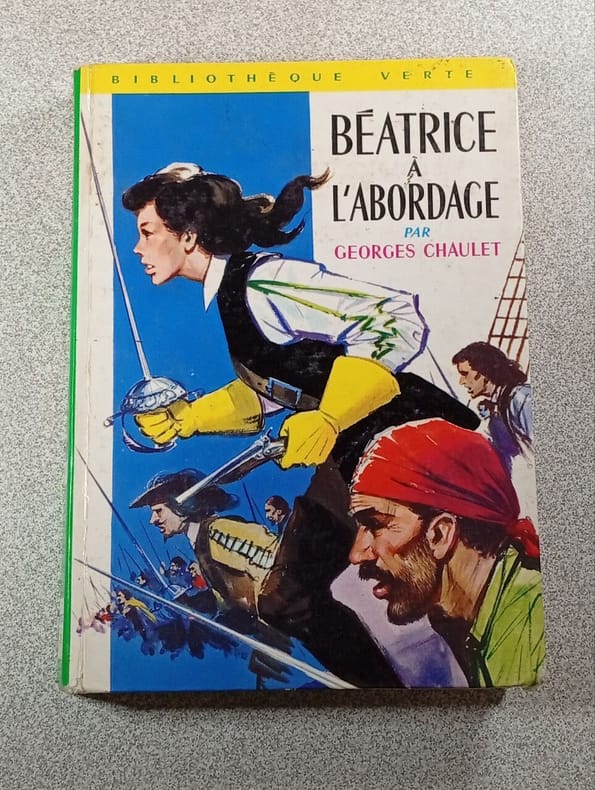 BIBLIOTHÈQUE VERTE
BÉATRICE
À
L'ABORDAGE
PAR
GEORGES CHAULET